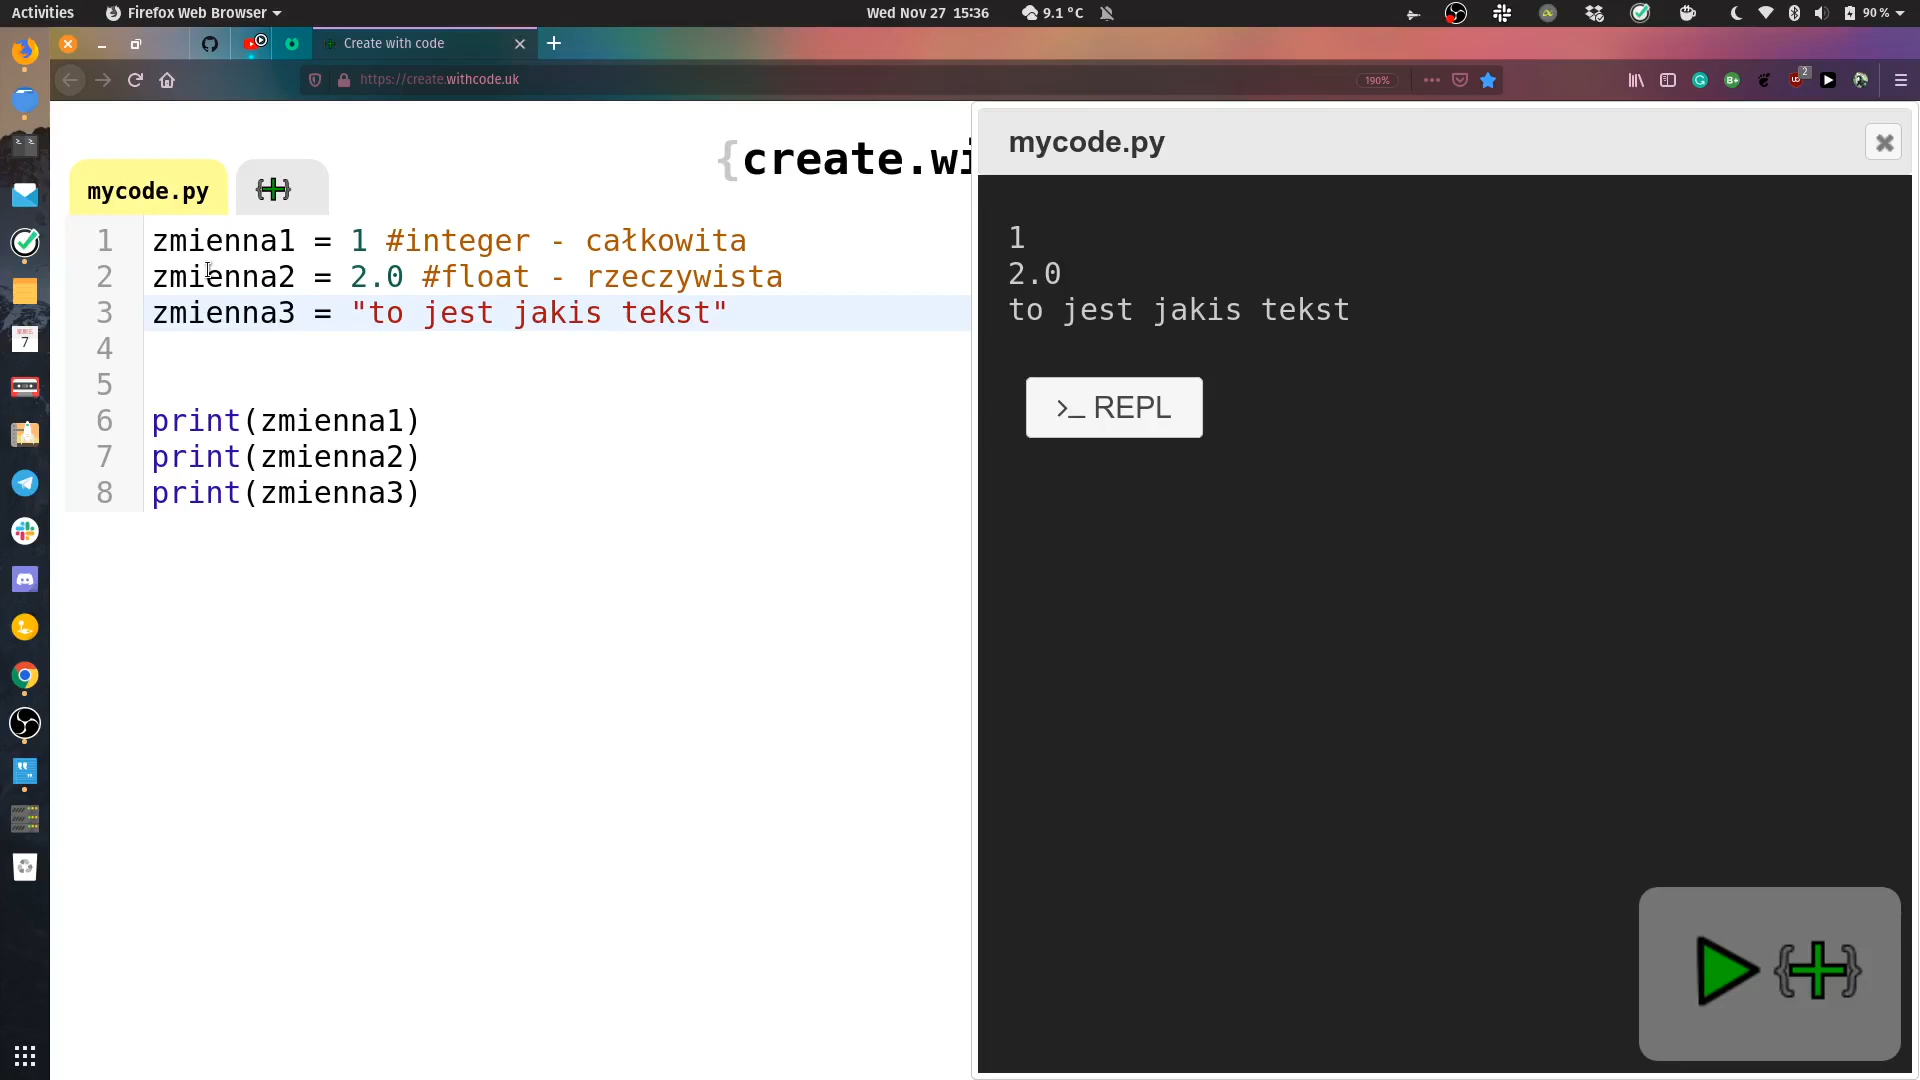 Activities Firefox Web Browser Wed Nov 27 15:36 9.1 °C 90 %
Create with code
https://create.withcode.uk 190% 2
{create.wi
mycode.py {+}
1 zmienna1 = 1 #integer - całkowita
2 zmienna2 = 2.0 #float - rzeczywista
3 zmienna3 = "to jest jakis tekst"
4
5
6 print(zmienna1)
7 print(zmienna2)
8 print(zmienna3)
mycode.py
1
2.0
to jest jakis tekst
>_ REPL
{+}
7